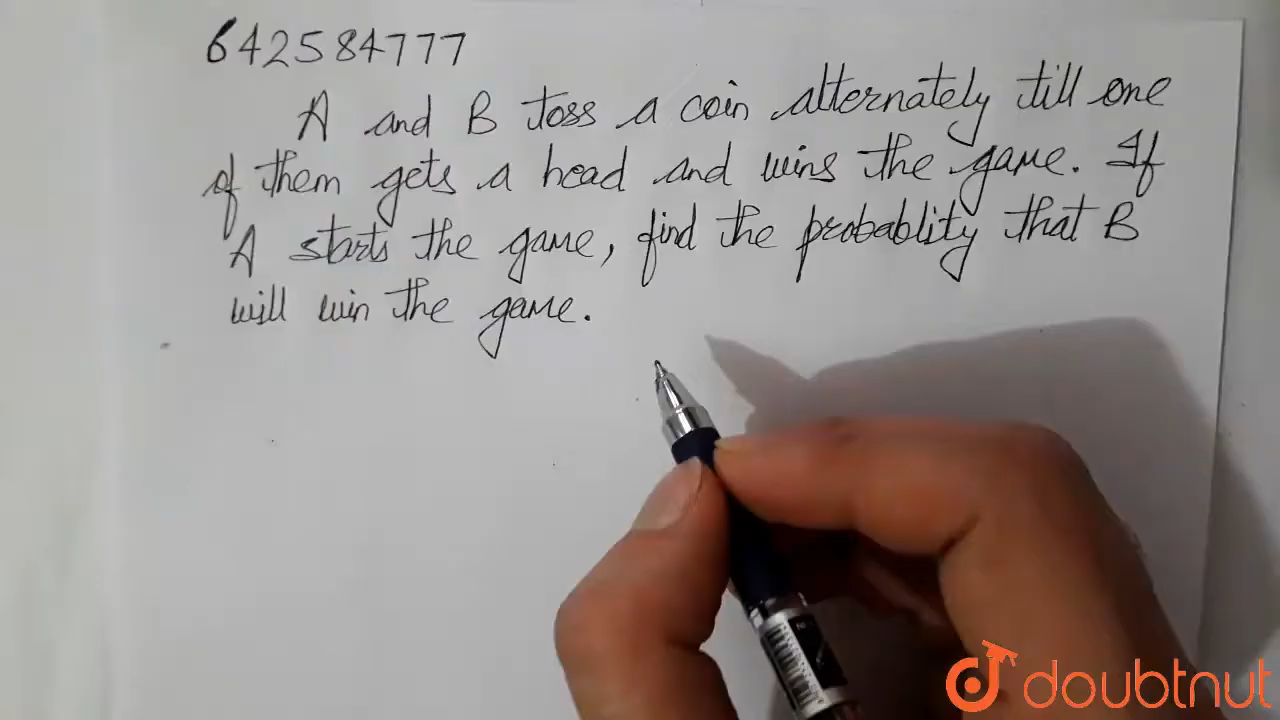 642584777
A and B toss a coin alternately till one
of them gets a head and wins the game. If
A starts the game, find the probablity that B
will win the game.
doubtnut